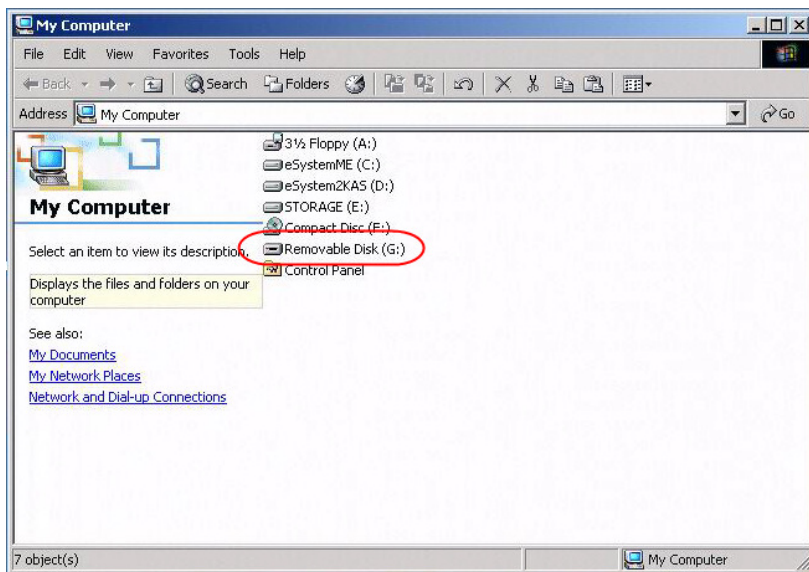 My Computer
File Edit View Favorites Tools Help
Back Search Folders
Address My Computer Go
3½ Floppy (A:)
eSystemME (C:)
eSystem2KAS (D:)
STORAGE (E:)
Compact Disc (F:)
Removable Disk (G:)
Control Panel
My Computer
Select an item to view its description.
Displays the files and folders on your
computer
See also:
My Documents
My Network Places
Network and Dial-up Connections
7 object(s) My Computer